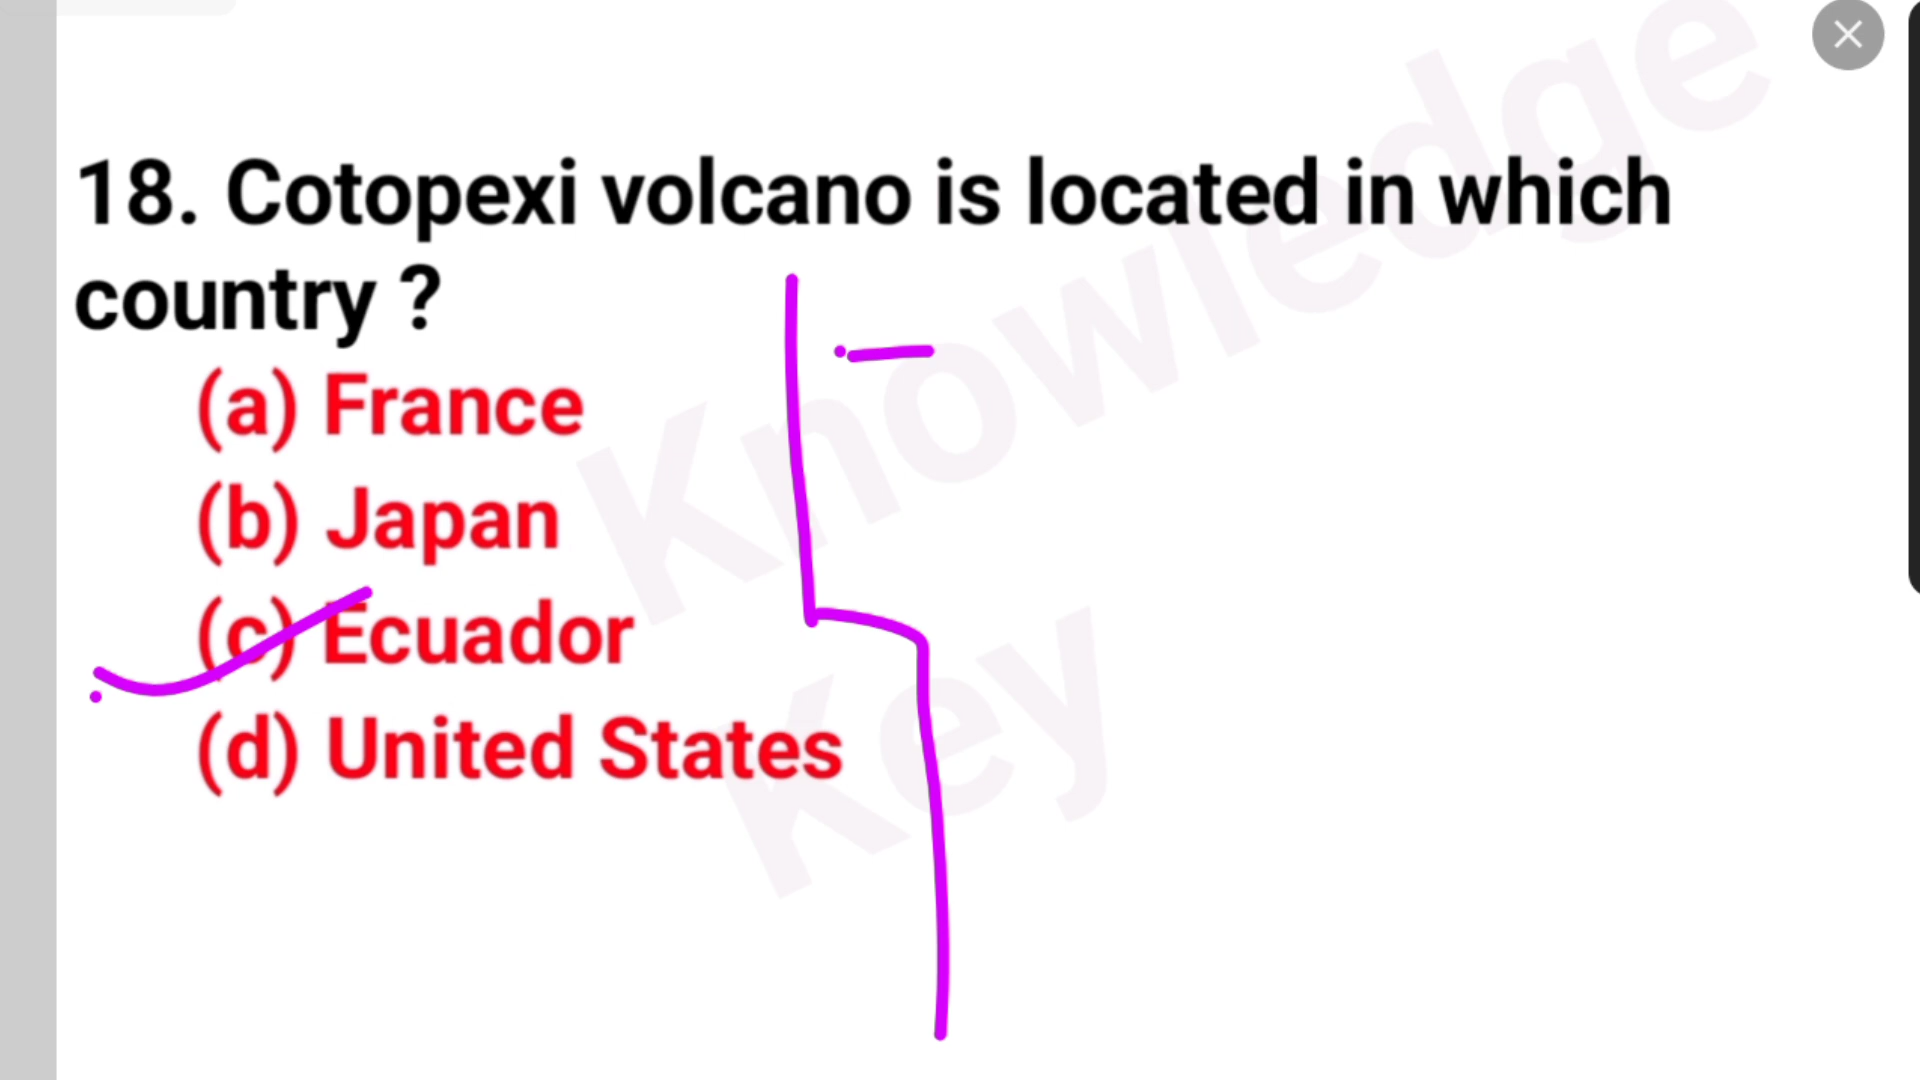 18. Cotopexi volcano is located in which
country ?
(a) France
(b) Japan
(c) Ecuador
(d) United States
Knowledge
Key